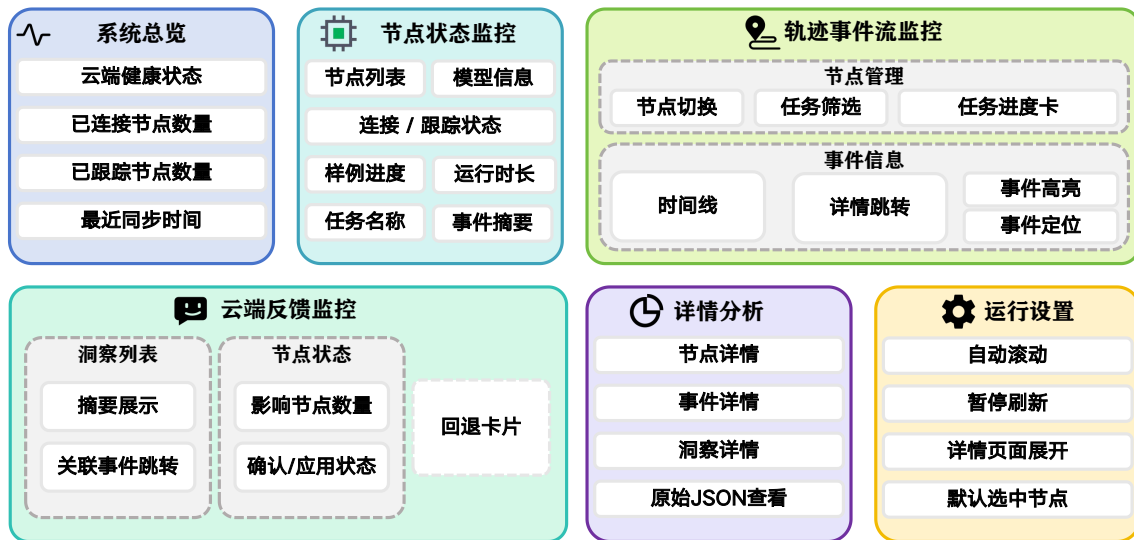 系统总览
云端健康状态
已连接节点数量
已跟踪节点数量
最近同步时间
节点状态监控
节点列表
模型信息
连接 / 跟踪状态
样例进度
运行时长
任务名称
事件摘要
轨迹事件流监控
节点管理
节点切换
任务筛选
任务进度卡
事件信息
时间线
详情跳转
事件高亮
事件定位
云端反馈监控
洞察列表
摘要展示
关联事件跳转
节点状态
影响节点数量
确认/应用状态
回退卡片
详情分析
节点详情
事件详情
洞察详情
原始JSON查看
运行设置
自动滚动
暂停刷新
详情页面展开
默认选中节点